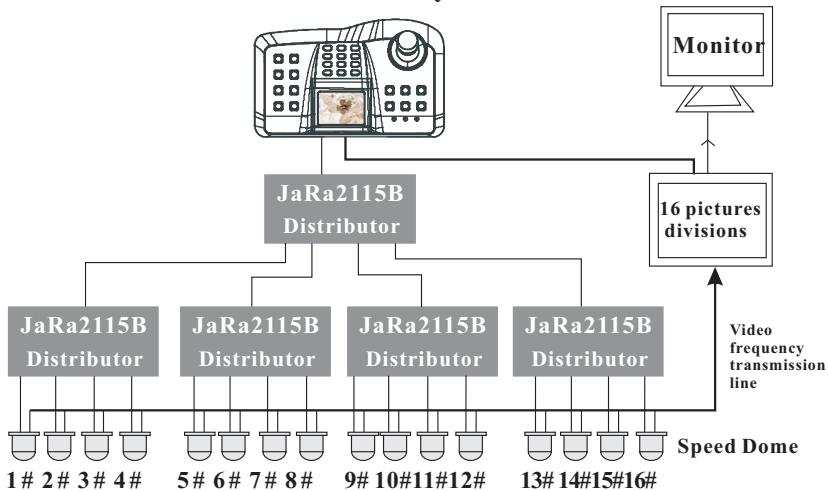 Monitor
JaRa2115B
Distributor
16 pictures
divisions
JaRa2115B
Distributor
JaRa2115B
Distributor
JaRa2115B
Distributor
JaRa2115B
Distributor
Video
frequency
transmission
line
Speed Dome
1# 2# 3# 4# 5# 6# 7# 8# 9# 10#11#12# 13# 14#15#16#